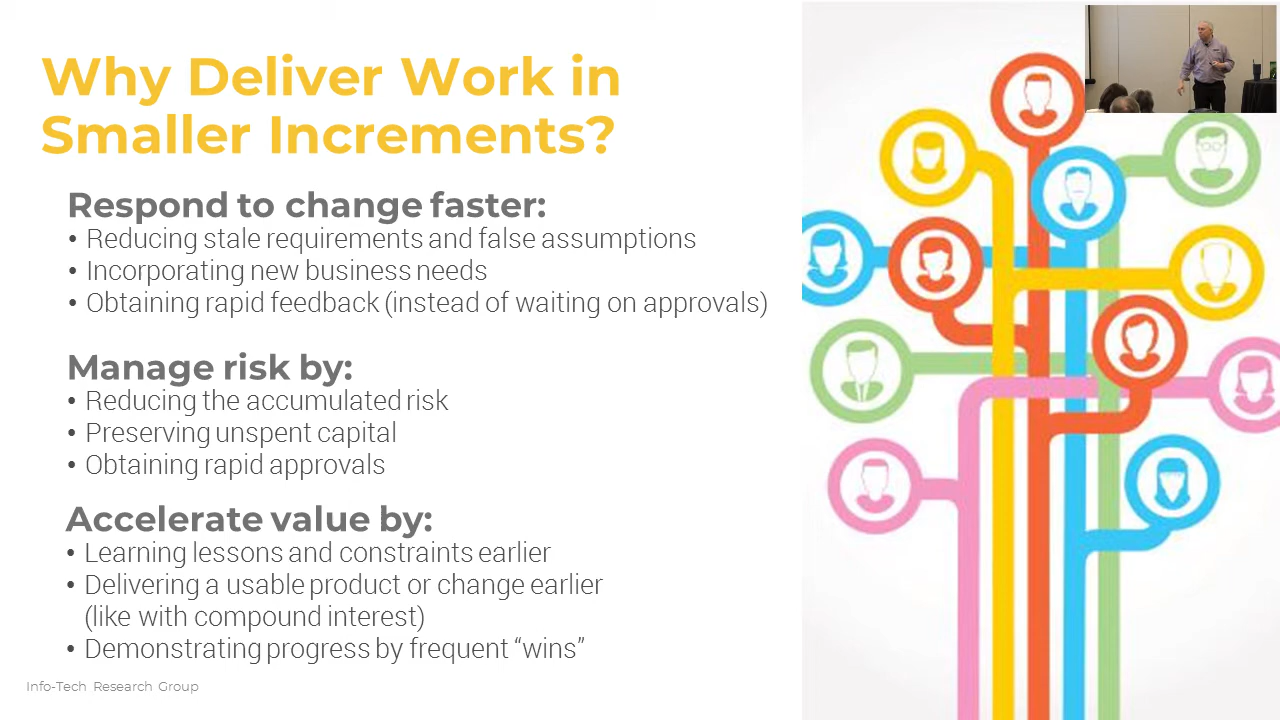 Why Deliver Work in
Smaller Increments?
Respond to change faster:
• Reducing stale requirements and false assumptions
• Incorporating new business needs
• Obtaining rapid feedback (instead of waiting on approvals)
Manage risk by:
• Reducing the accumulated risk
• Preserving unspent capital
• Obtaining rapid approvals
Accelerate value by:
• Learning lessons and constraints earlier
• Delivering a usable product or change earlier
(like with compound interest)
• Demonstrating progress by frequent “wins”
Info-Tech Research Group